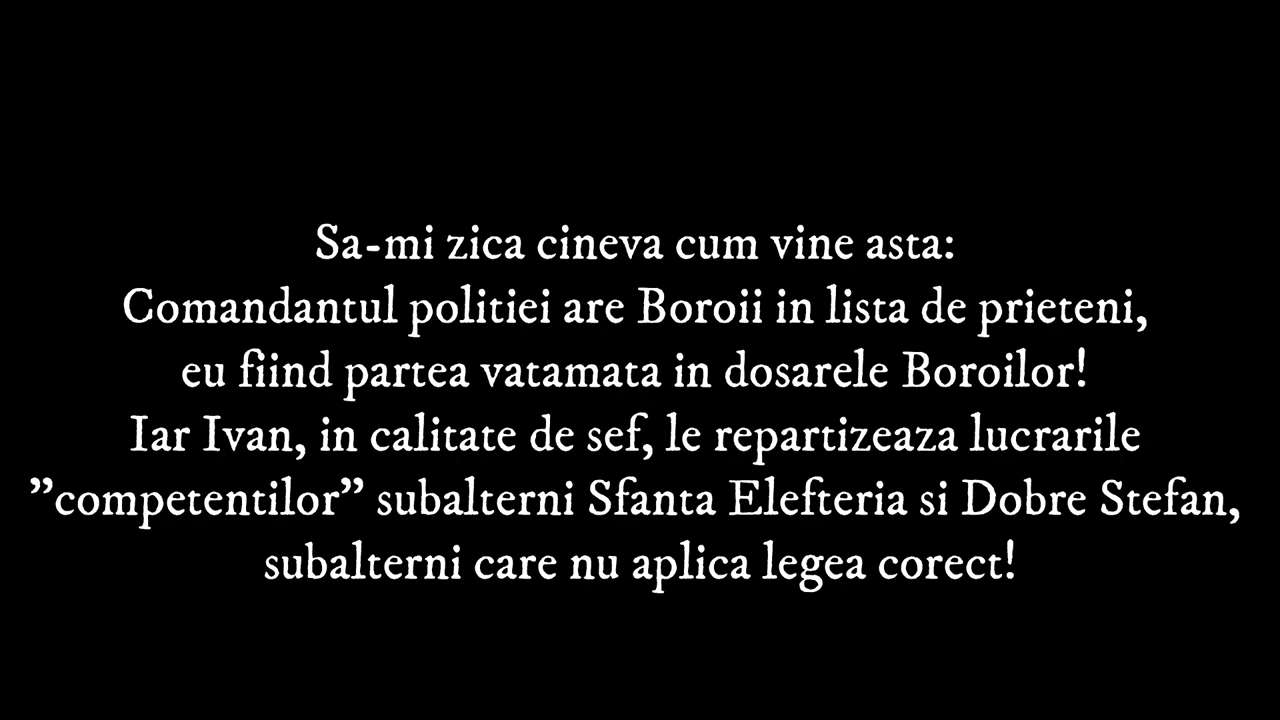 Sa-mi zica cineva cum vine asta:
Comandantul politiei are Boroii in lista de prieteni,
eu fiind partea vatamata in dosarele Boroilor!
Iar Ivan, in calitate de sef, le repartizeaza lucrarile
”competentilor” subalterni Sfanta Elefteria si Dobre Stefan,
subalterni care nu aplica legea corect!